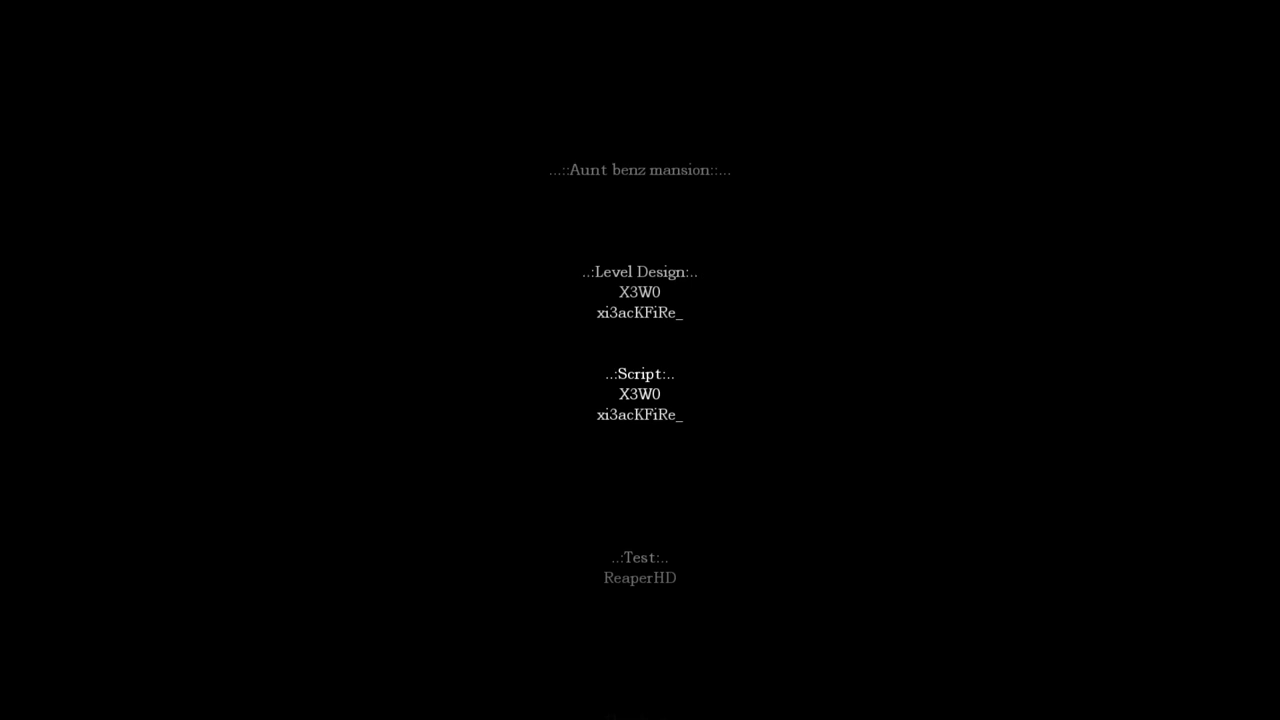 ...::Aunt benz mansion::...
..:Level Design:..
X3W0
xi3acKFiRe_
..:Script:..
X3W0
xi3acKFiRe_
..:Test:..
ReaperHD